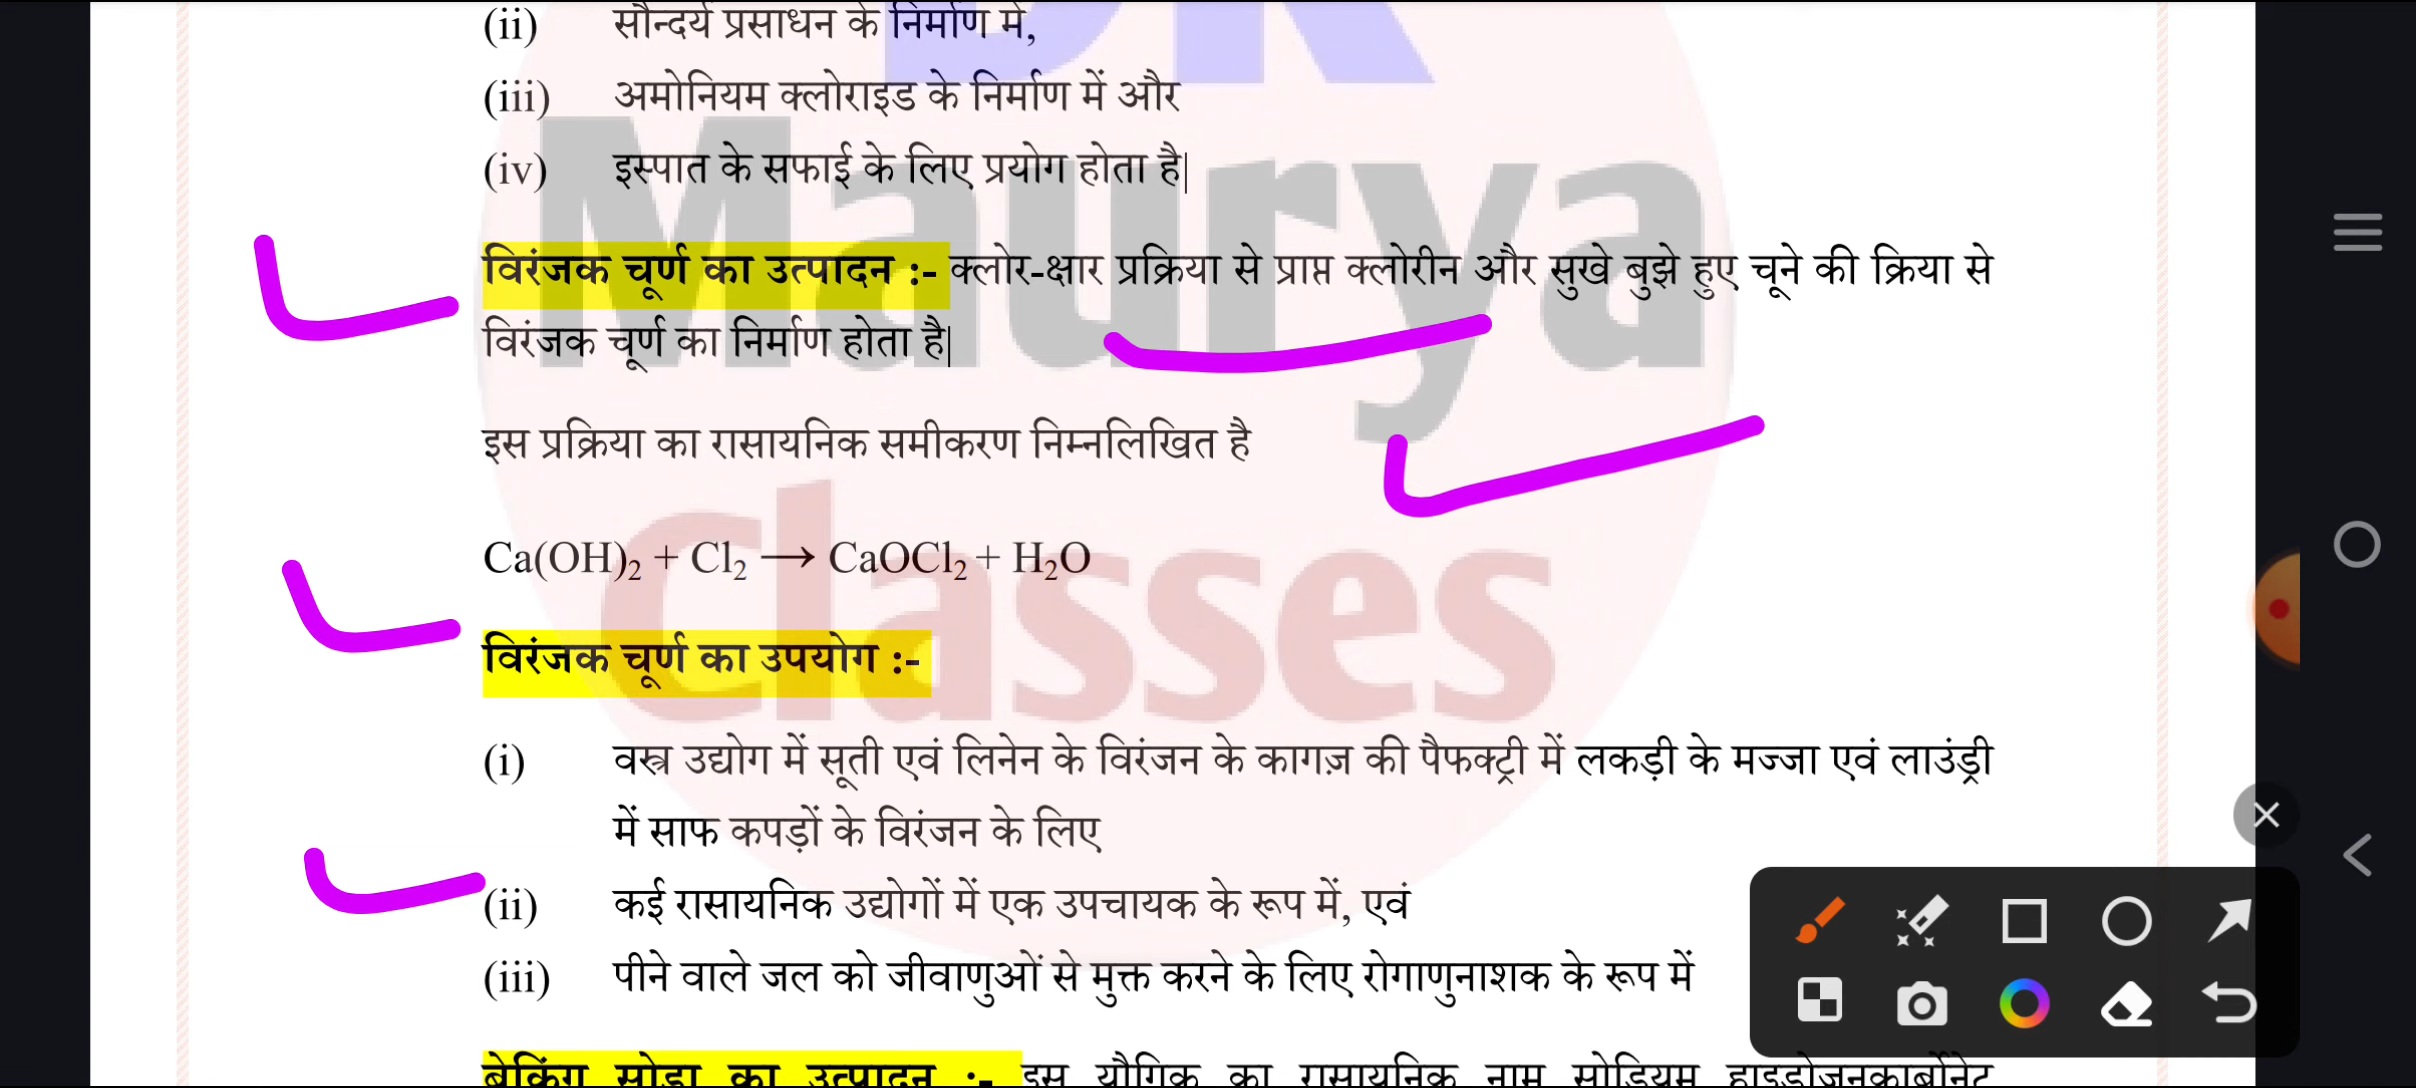 (ii) सौन्दर्य प्रसाधन के निर्माण में,
(iii) अमोनियम क्लोराइड के निर्माण में और
(iv) इस्पात के सफाई के लिए प्रयोग होता है|
विरंजक चूर्ण का उत्पादन :- क्लोर-क्षार प्रक्रिया से प्राप्त क्लोरीन और सुखे बुझे हुए चूने की क्रिया से
विरंजक चूर्ण का निर्माण होता है|
इस प्रक्रिया का रासायनिक समीकरण निम्नलिखित है
Ca(OH)₂ + Cl₂ ⟶ CaOCl₂ + H₂O
विरंजक चूर्ण का उपयोग :-
(i) वस्त्र उद्योग में सूती एवं लिनेन के विरंजन के कागज़ की पैफक्ट्री में लकड़ी के मज्जा एवं लाउंड्री
में साफ कपड़ों के विरंजन के लिए
(ii) कई रासायनिक उद्योगों में एक उपचायक के रूप में, एवं
(iii) पीने वाले जल को जीवाणुओं से मुक्त करने के लिए रोगाणुनाशक के रूप में
बेकिंग सोडा का उत्पादन :- इस यौगिक का रासायनिक नाम सोडियम हाइड्रोजनकार्बोनेट
Maurya
Classes